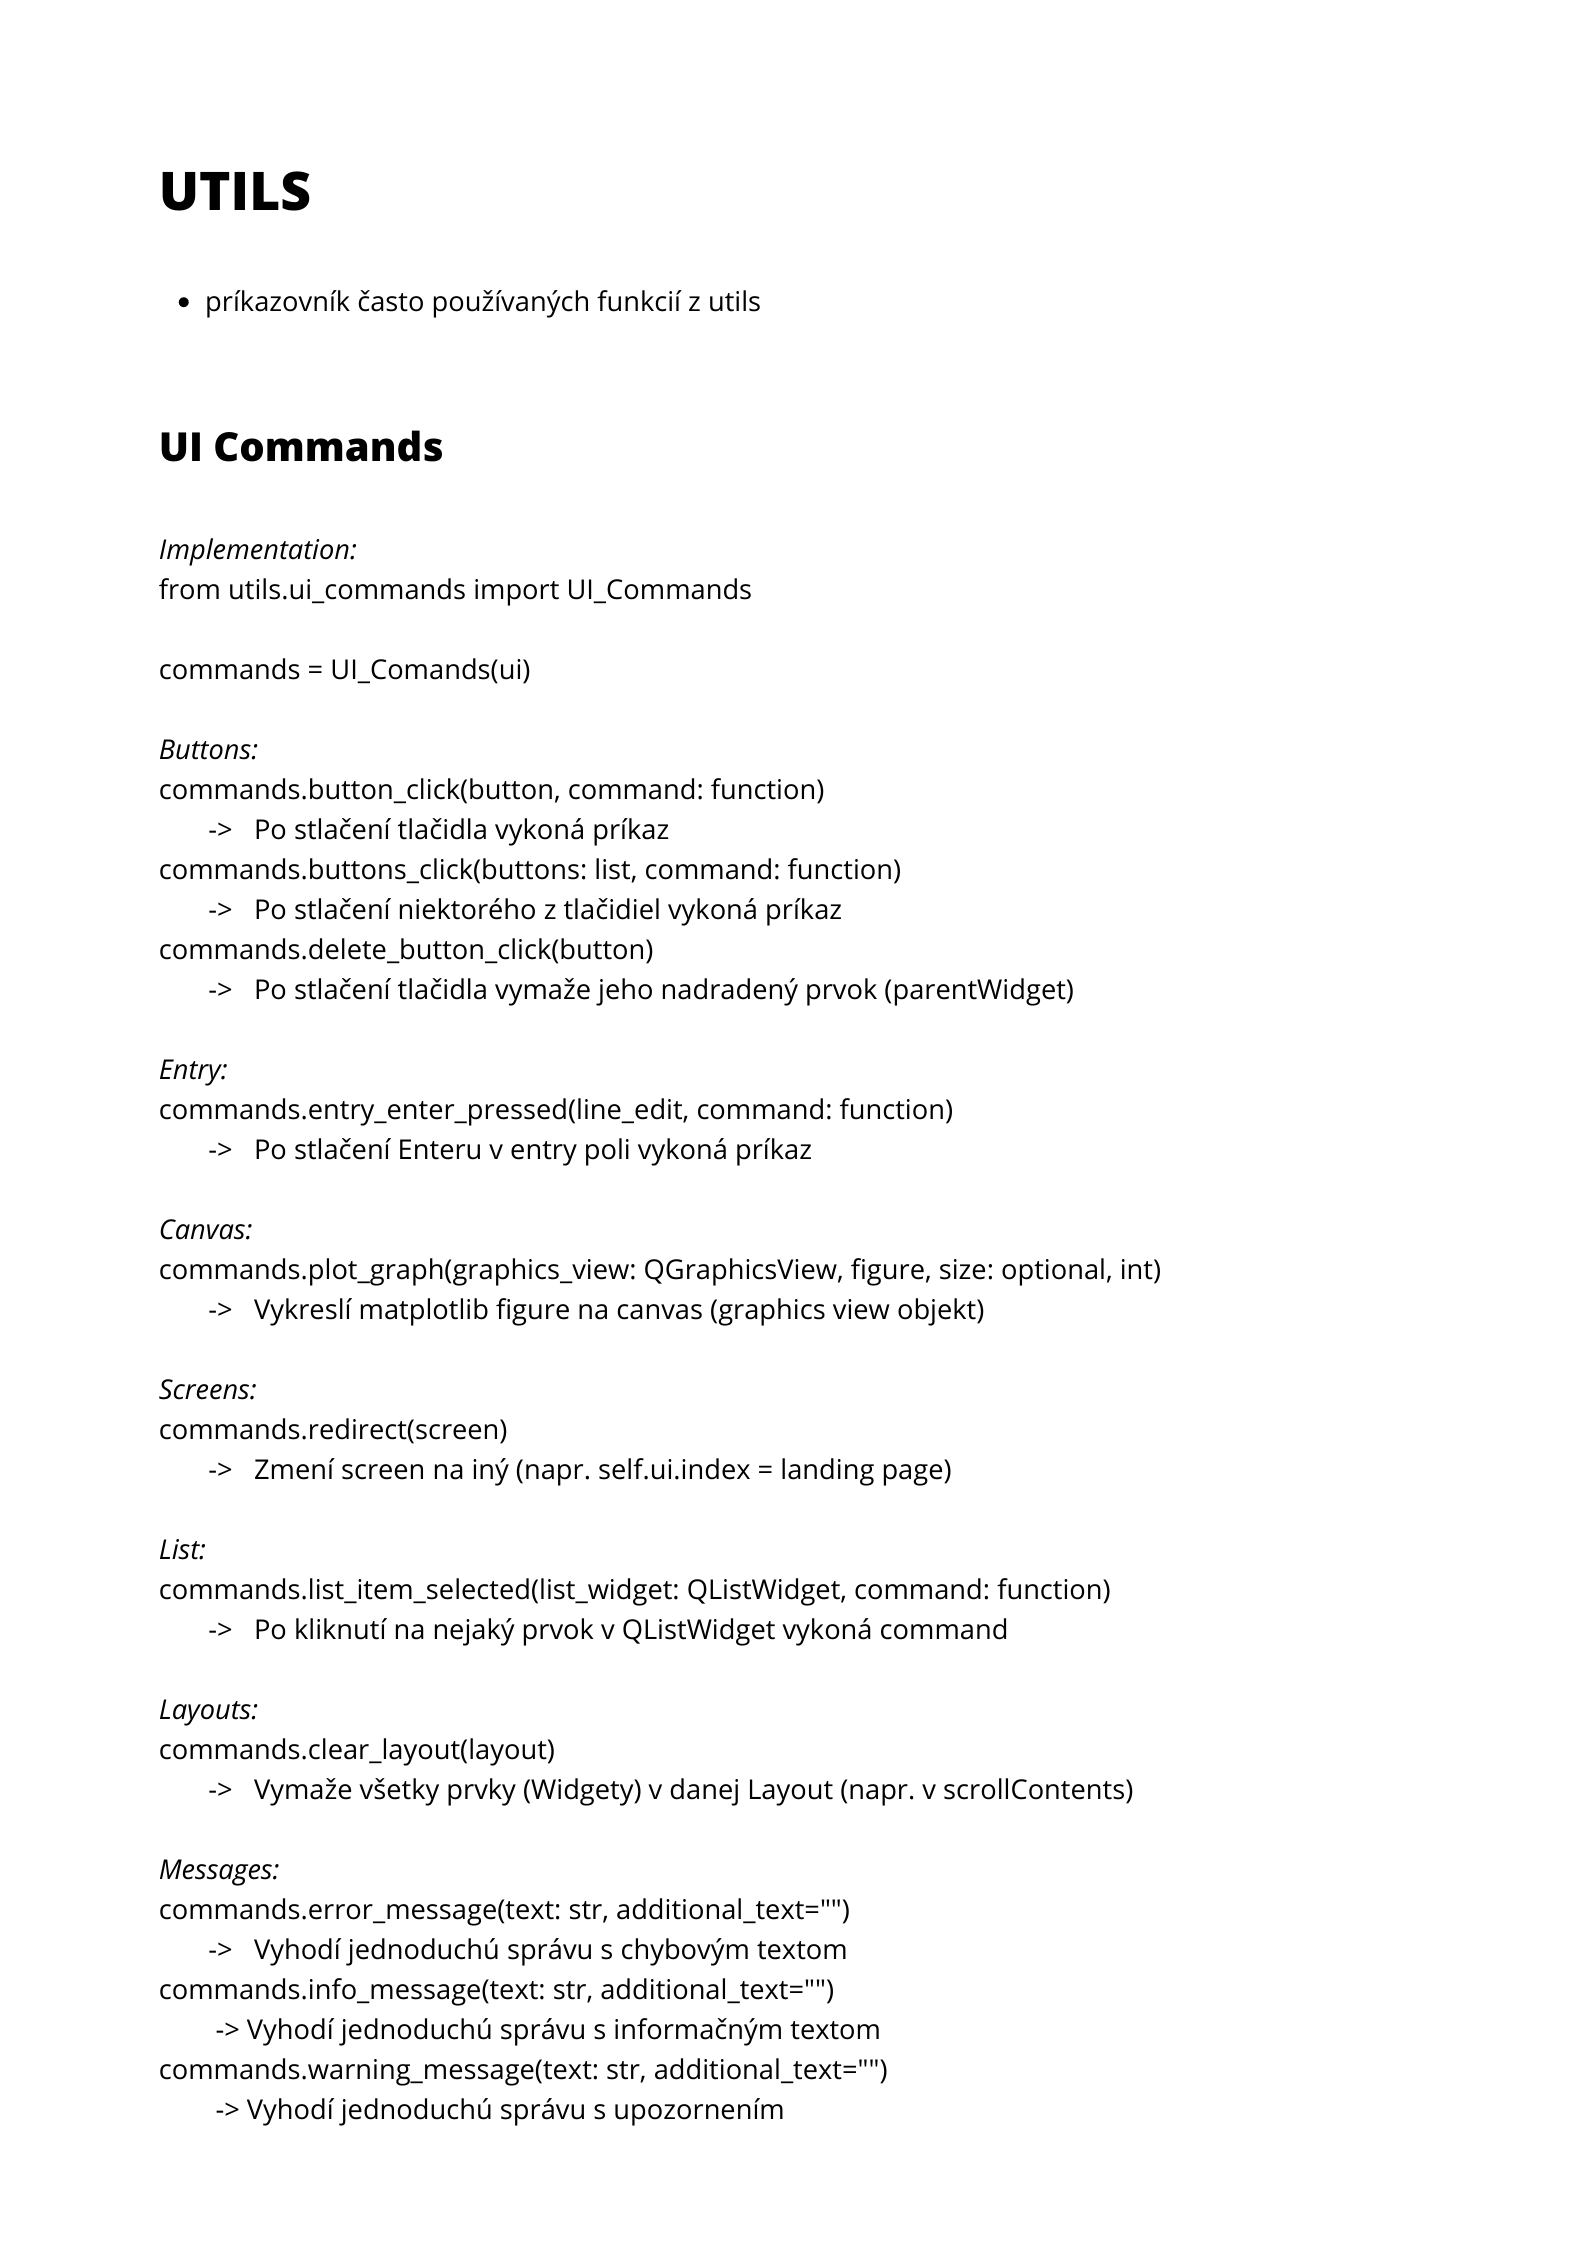 UTILS
• príkazovník často používaných funkcií z utils
UI Commands
Implementation:
from utils.ui_commands import UI_Commands
commands = UI_Comands(ui)
Buttons:
commands.button_click(button, command: function)
-> Po stlačení tlačidla vykoná príkaz
commands.buttons_click(buttons: list, command: function)
-> Po stlačení niektorého z tlačidiel vykoná príkaz
commands.delete_button_click(button)
-> Po stlačení tlačidla vymaže jeho nadradený prvok (parentWidget)
Entry:
commands.entry_enter_pressed(line_edit, command: function)
-> Po stlačení Enteru v entry poli vykoná príkaz
Canvas:
commands.plot_graph(graphics_view: QGraphicsView, figure, size: optional, int)
-> Vykreslí matplotlib figure na canvas (graphics view objekt)
Screens:
commands.redirect(screen)
-> Zmení screen na iný (napr. self.ui.index = landing page)
List:
commands.list_item_selected(list_widget: QListWidget, command: function)
-> Po kliknutí na nejaký prvok v QListWidget vykoná command
Layouts:
commands.clear_layout(layout)
-> Vymaže všetky prvky (Widgety) v danej Layout (napr. v scrollContents)
Messages:
commands.error_message(text: str, additional_text="")
-> Vyhodí jednoduchú správu s chybovým textom
commands.info_message(text: str, additional_text="")
-> Vyhodí jednoduchú správu s informačným textom
commands.warning_message(text: str, additional_text="")
-> Vyhodí jednoduchú správu s upozornením